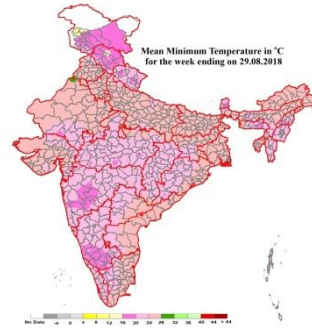 Mean Minimum Temperature in °C
for the week ending on 29.08.2018
No Data -4 0 4 8 12 16 20 24 28 32 36 40 44 > 44